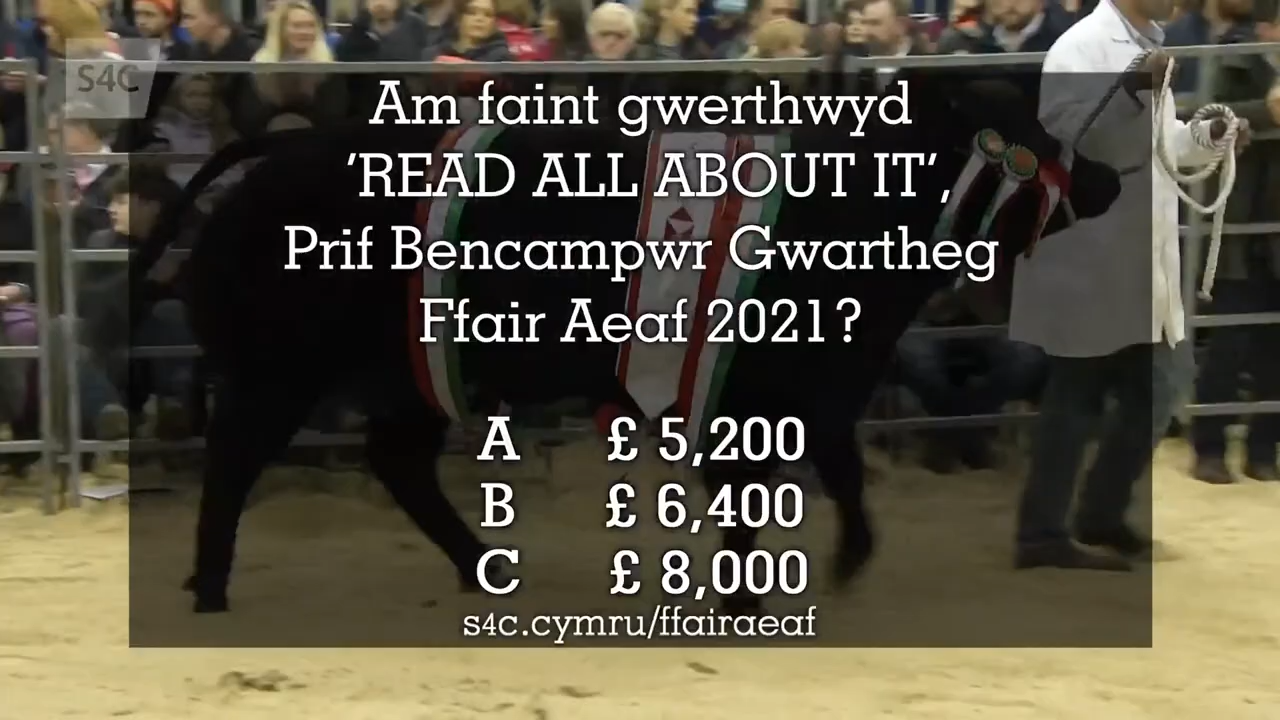 S4C
Am faint gwerthwyd
'READ ALL ABOUT IT',
Prif Bencampwr Gwartheg
Ffair Aeaf 2021?
A £ 5,200
B £ 6,400
C £ 8,000
s4c.cymru/ffairaeaf